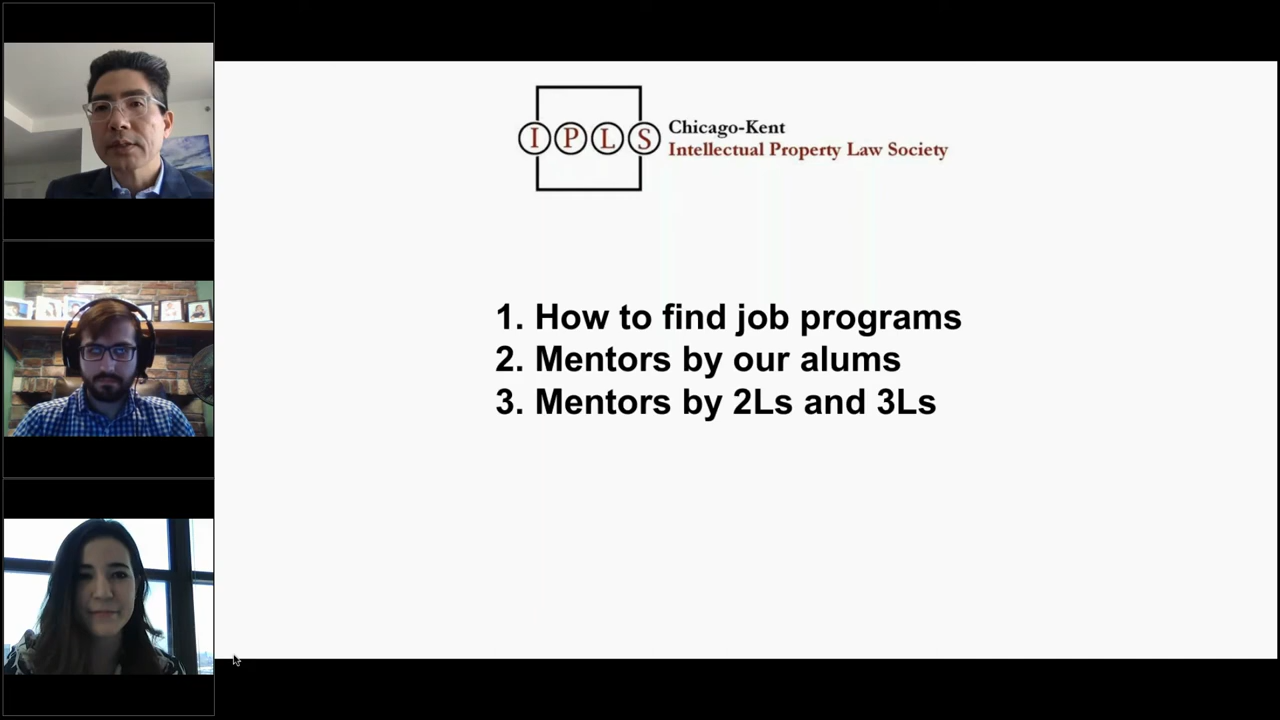 IPLS
Chicago-Kent
Intellectual Property Law Society
1. How to find job programs
2. Mentors by our alums
3. Mentors by 2Ls and 3Ls